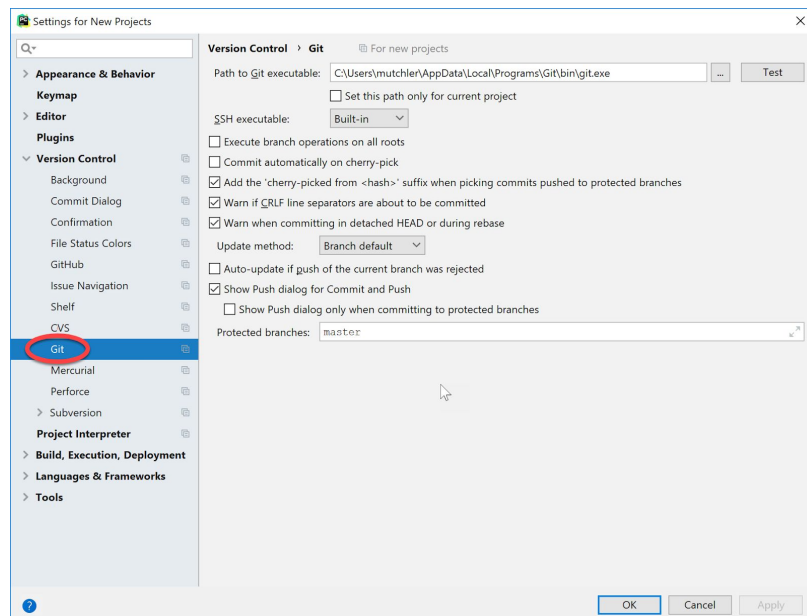 Settings for New Projects
Appearance & Behavior
Keymap
Editor
Plugins
Version Control
Background
Commit Dialog
Confirmation
File Status Colors
GitHub
Issue Navigation
Shelf
CVS
Git
Mercurial
Perforce
Subversion
Project Interpreter
Build, Execution, Deployment
Languages & Frameworks
Tools
Version Control › Git For new projects
Path to Git executable: C:\Users\mutchler\AppData\Local\Programs\Git\bin\git.exe ... Test
Set this path only for current project
SSH executable: Built-in
Execute branch operations on all roots
Commit automatically on cherry-pick
Add the 'cherry-picked from <hash>' suffix when picking commits pushed to protected branches
Warn if CRLF line separators are about to be committed
Warn when committing in detached HEAD or during rebase
Update method: Branch default
Auto-update if push of the current branch was rejected
Show Push dialog for Commit and Push
Show Push dialog only when committing to protected branches
Protected branches: master
? OK Cancel Apply